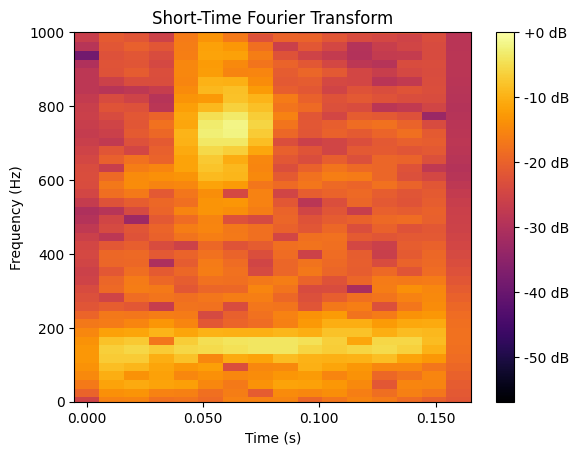 Short-Time Fourier Transform
Frequency (Hz)
1000
800
600
400
200
0
0.000
0.050
0.100
0.150
Time (s)
+0 dB
-10 dB
-20 dB
-30 dB
-40 dB
-50 dB